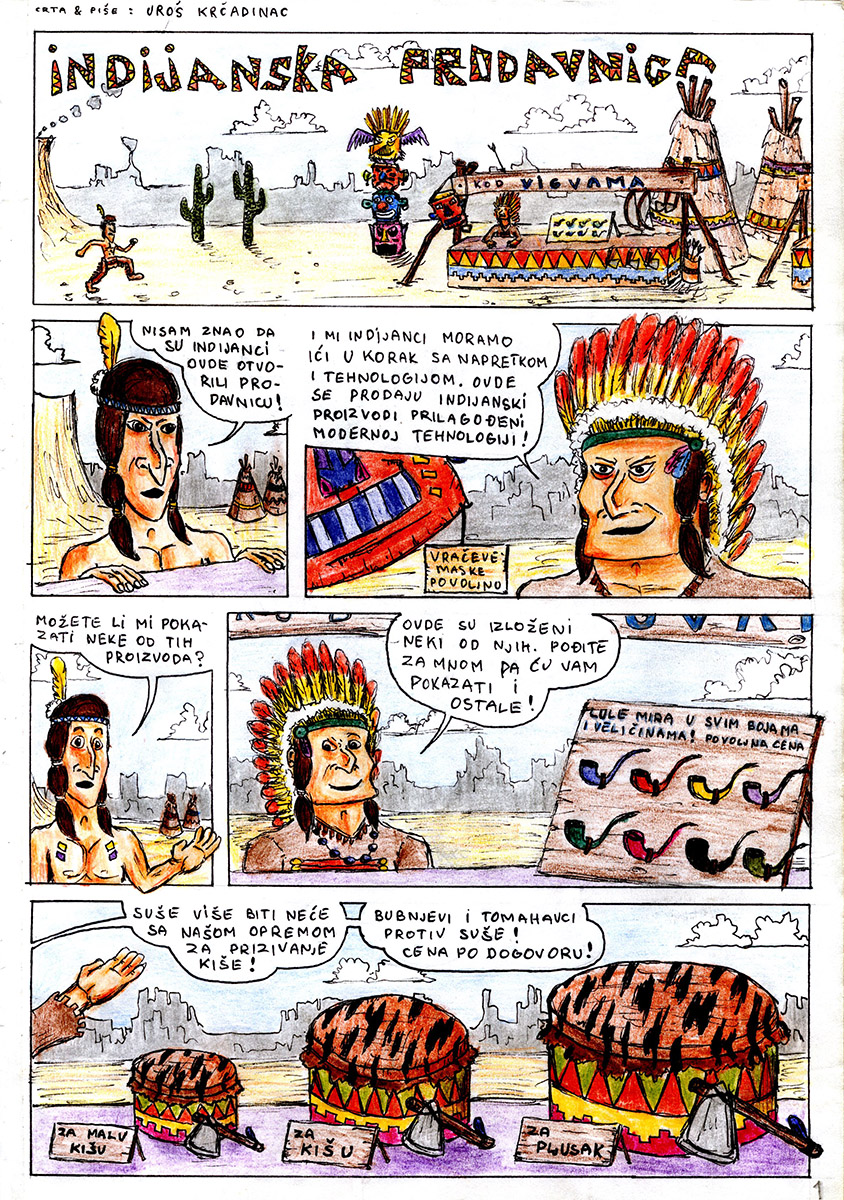 CRTA & PIŠE : UROŠ KRČADINAC
INDIJANSKA PRODAVNICA
KOD VIGVAMA
NISAM ZNAO DA
SU INDIJANCI
OVDE OTVO-
RILI PRO-
DAVNICU!
I MI INDIJANCI MORAMO
IĆI U KORAK SA NAPRETKOM
I TEHNOLOGIJOM. OVDE
SE PRODAJU INDIJANSKI
PROIZVODI PRILAGOĐENI
MODERNOJ TEHNOLOGIJI!
VRAČEVE
MASKE
POVOLJNO
MOŽETE LI MI POKA-
ZATI NEKE OD TIH
PROIZVODA?
OVDE SU IZLOŽENI
NEKI OD NJIH. POĐITE
ZA MNOM DA ĆU VAM
POKAZATI I
OSTALE!
LULE MIRA U SVIM BOJAMA
I VELIČINAMA! POVOLJNA CENA
SUŠE VIŠE BITI NEĆE
SA NAŠOM OPREMOM
ZA PRIZIVANJE
KIŠE!
BUBNJEVI I TOMAHAVCI
PROTIV SUŠE!
CENA PO DOGOVORU!
ZA MALU
KIŠU
ZA
KIŠU
ZA
PLJUSAK
1